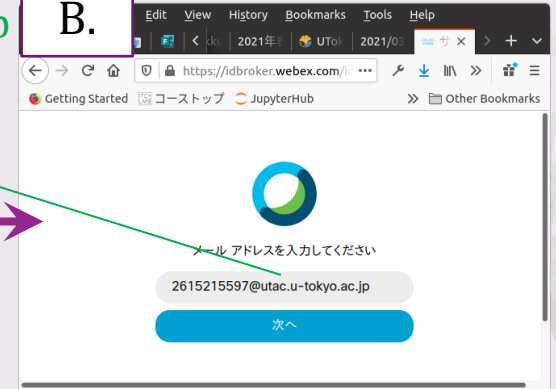 p
B.
Edit View History Bookmarks Tools Help
2021年 UTok 2021/03 サ
https://idbroker.webex.com/i
Getting Started コーストップ JupyterHub Other Bookmarks
メール アドレスを入力してください
2615215597@utac.u-tokyo.ac.jp
次へ